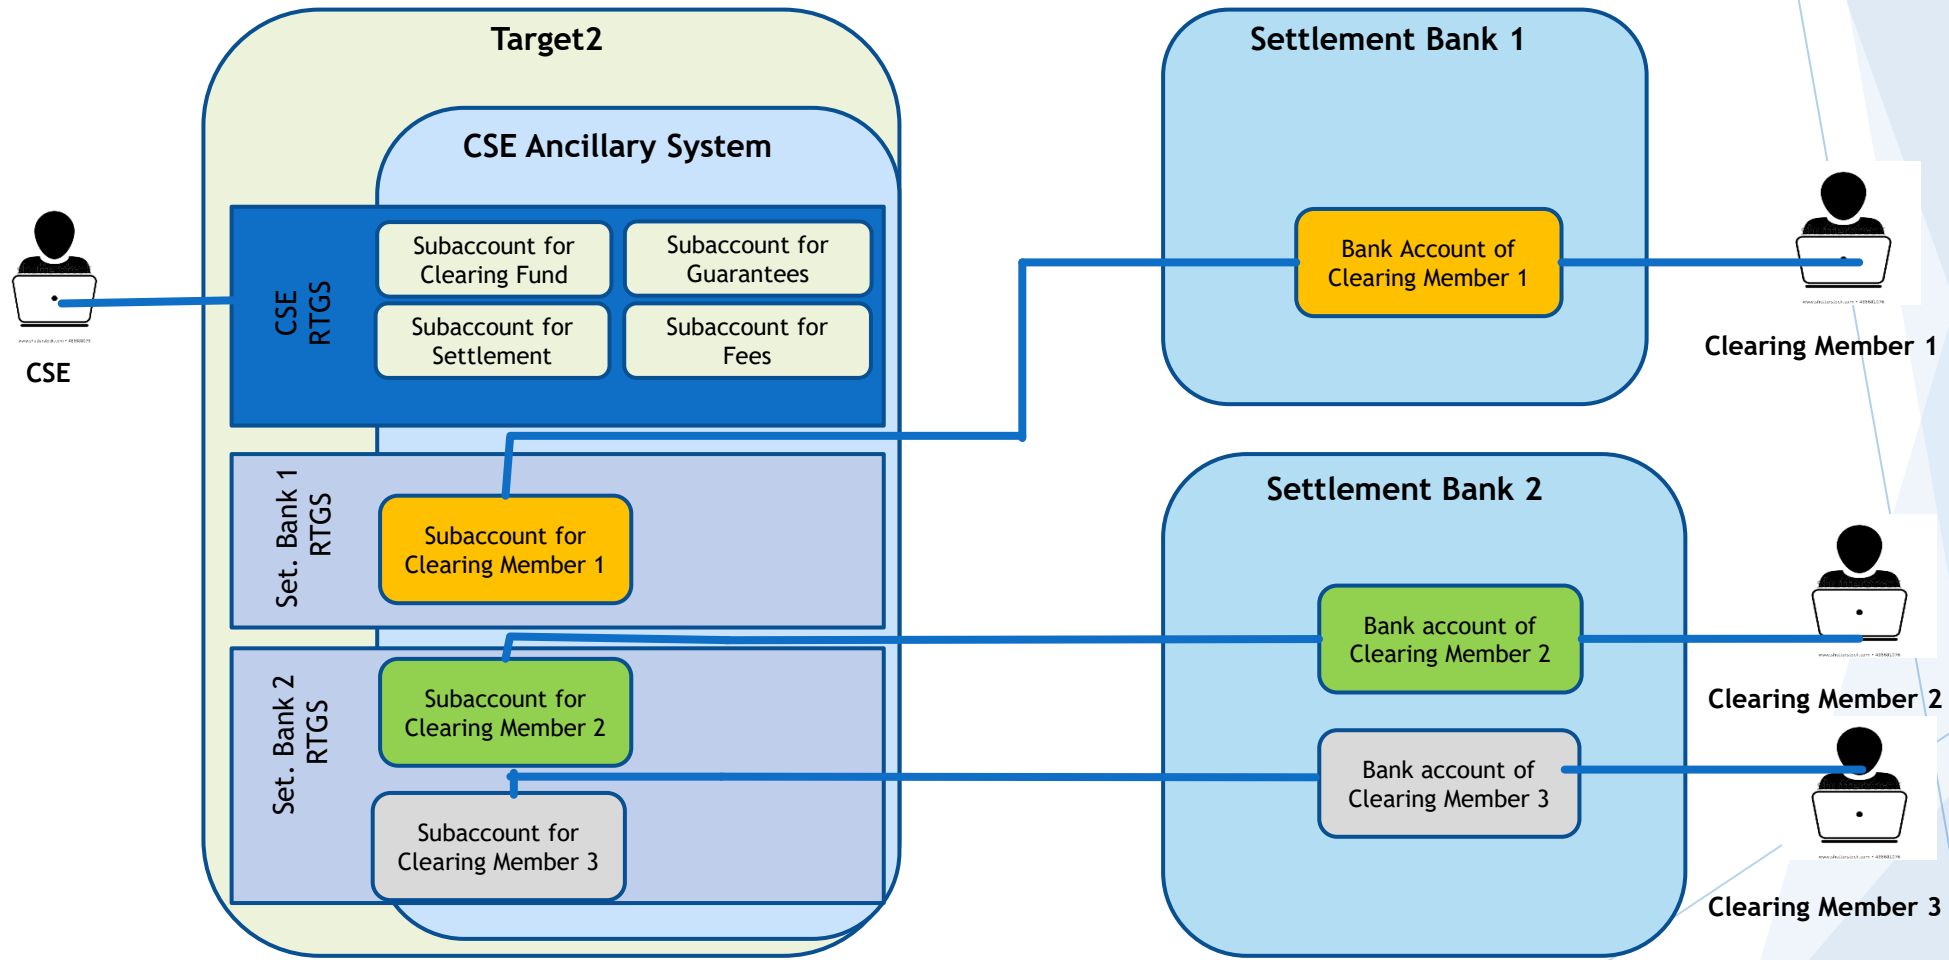 Target2
CSE Ancillary System
CSE
CSE
RTGS
Subaccount for
Clearing Fund
Subaccount for
Guarantees
Subaccount for
Settlement
Subaccount for
Fees
Set. Bank 1
RTGS
Subaccount for
Clearing Member 1
Set. Bank 2
RTGS
Subaccount for
Clearing Member 2
Subaccount for
Clearing Member 3
Settlement Bank 1
Bank Account of
Clearing Member 1
Clearing Member 1
Settlement Bank 2
Bank account of
Clearing Member 2
Clearing Member 2
Bank account of
Clearing Member 3
Clearing Member 3